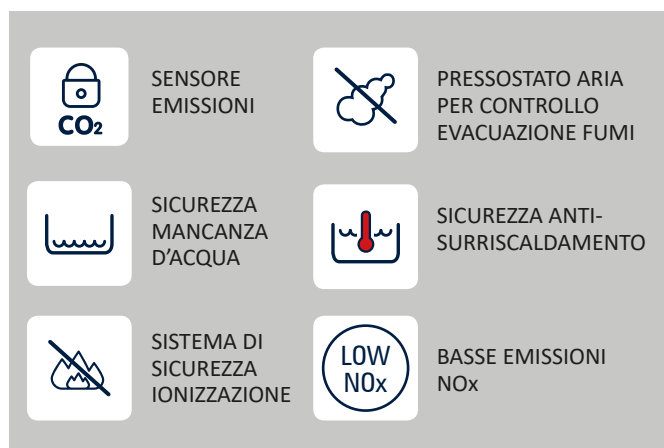 CO₂
SENSORE
EMISSIONI
PRESSOSTATO ARIA
PER CONTROLLO
EVACUAZIONE FUMI
SICUREZZA
MANCANZA
D’ACQUA
SICUREZZA ANTI-
SURRISCALDAMENTO
SISTEMA DI
SICUREZZA
IONIZZAZIONE
LOW
NOx
BASSE EMISSIONI
NOx